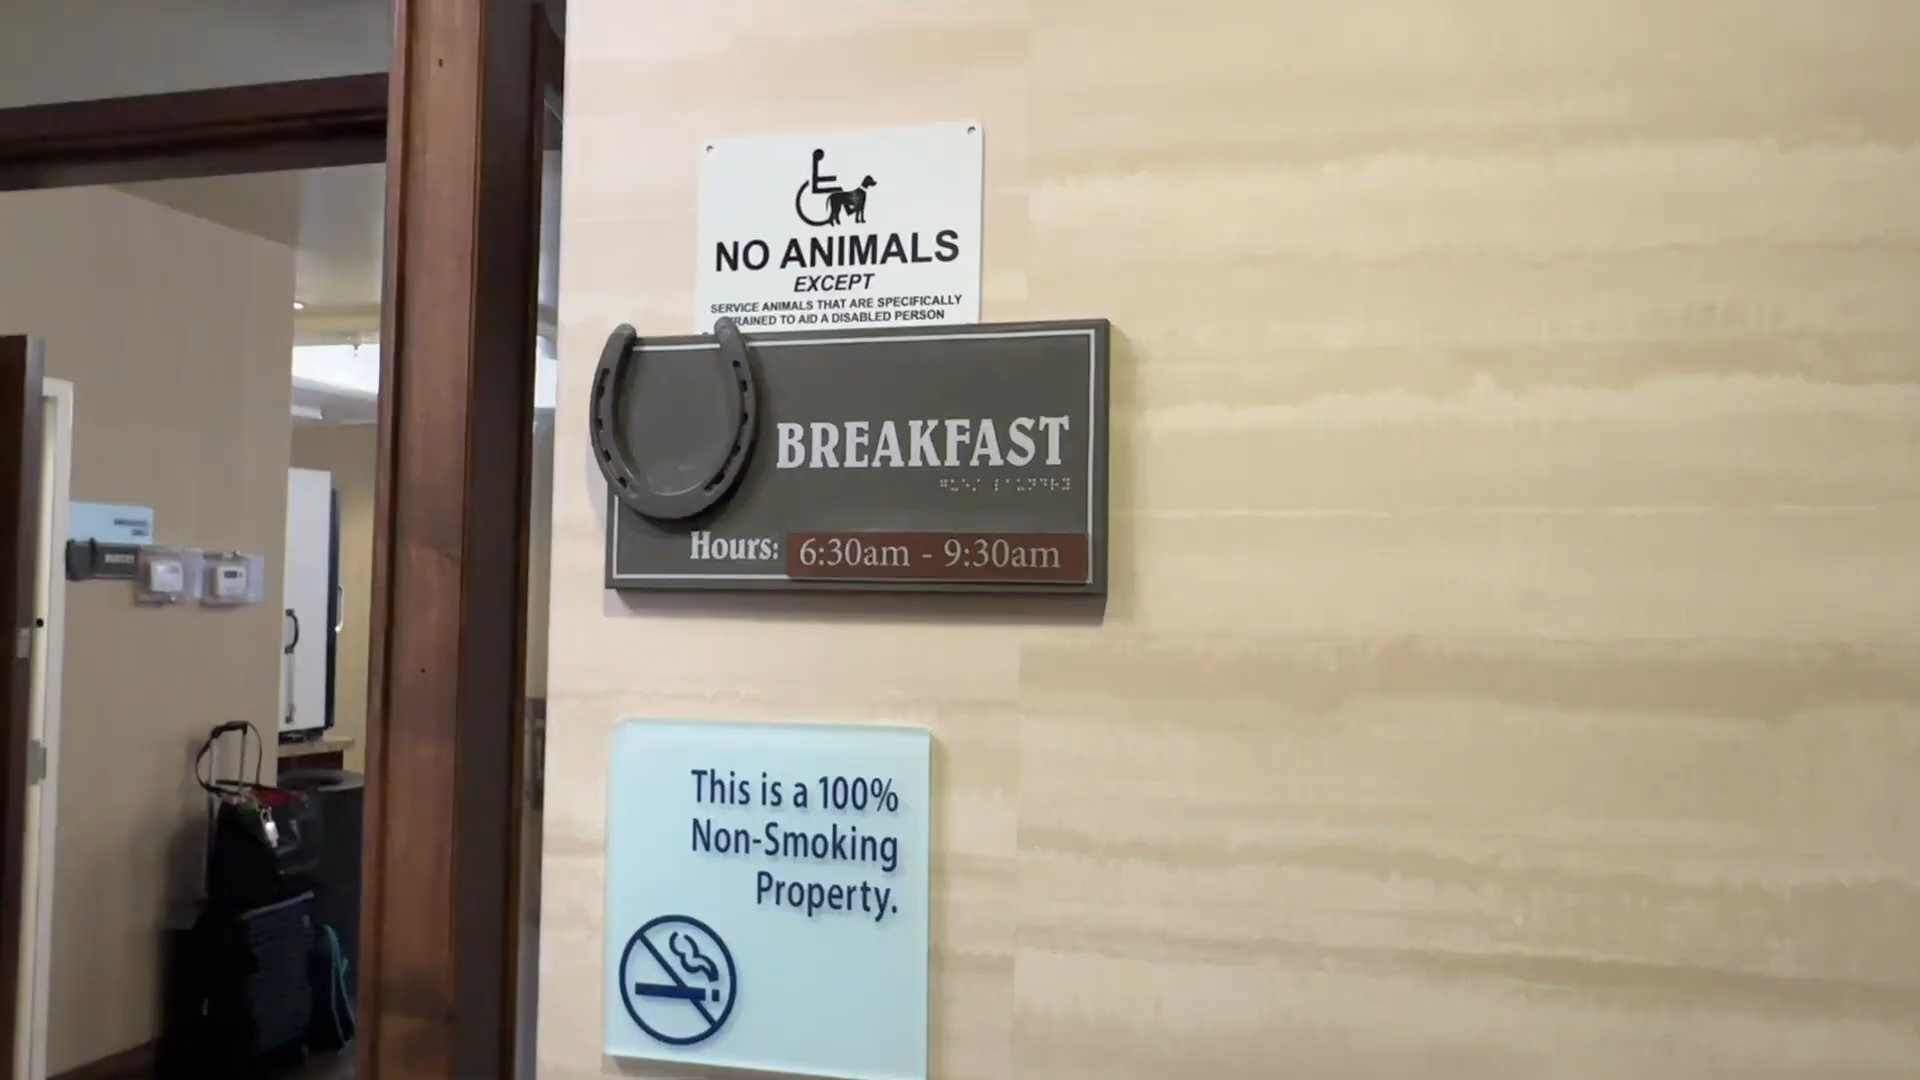 NO ANIMALS
EXCEPT
SERVICE ANIMALS THAT ARE SPECIFICALLY
TRAINED TO AID A DISABLED PERSON
BREAKFAST
Hours: 6:30am - 9:30am
This is a 100%
Non-Smoking
Property.